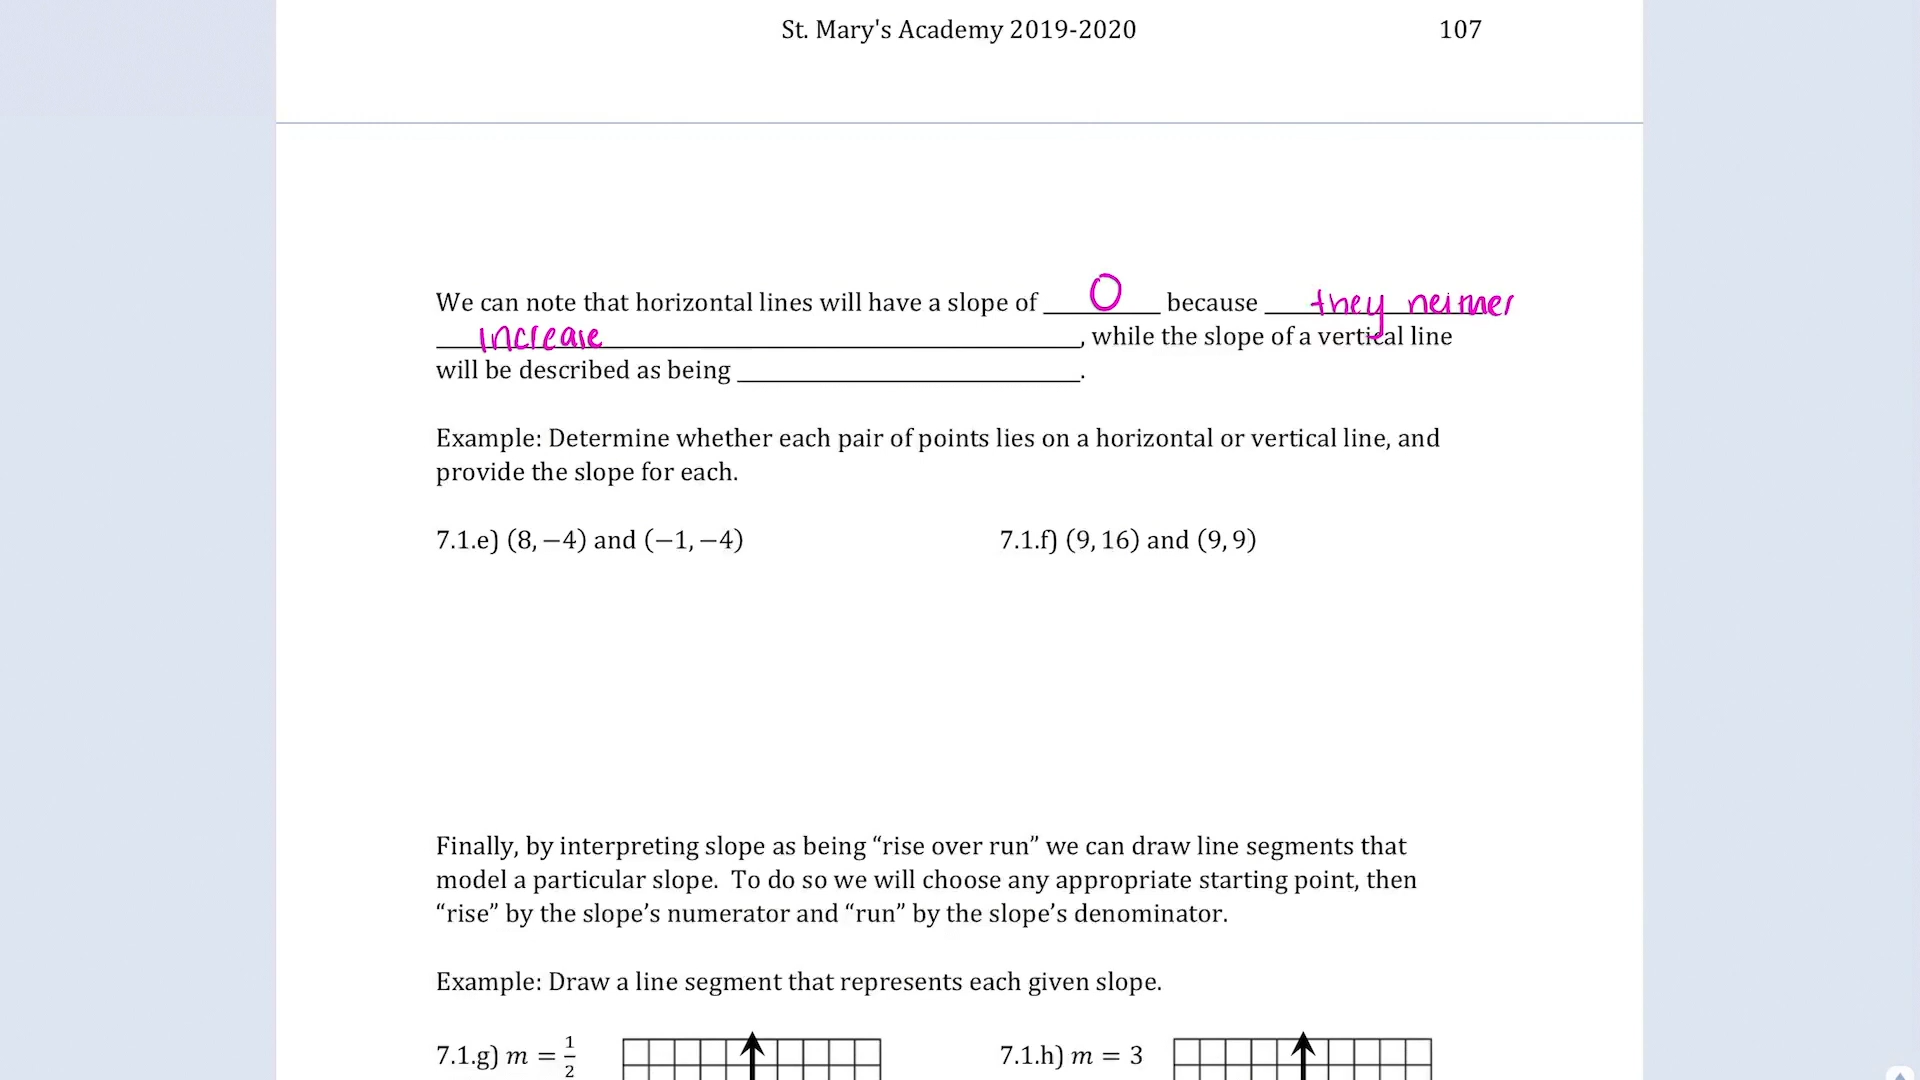 St. Mary's Academy 2019-2020 107
We can note that horizontal lines will have a slope of ____0____ because ____they neither
____increase____________________, while the slope of a vertical line
will be described as being ____________________.
Example: Determine whether each pair of points lies on a horizontal or vertical line, and
provide the slope for each.
7.1.e) (8, −4) and (−1, −4) 7.1.f) (9, 16) and (9, 9)
Finally, by interpreting slope as being “rise over run” we can draw line segments that
model a particular slope. To do so we will choose any appropriate starting point, then
“rise” by the slope’s numerator and “run” by the slope’s denominator.
Example: Draw a line segment that represents each given slope.
7.1.g) m = 1/2 7.1.h) m = 3